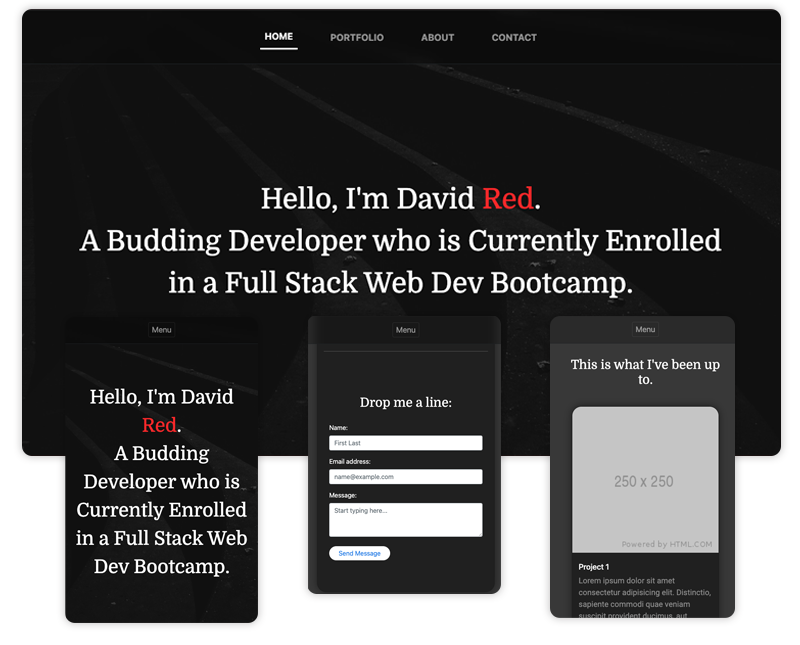 HOME PORTFOLIO ABOUT CONTACT
Hello, I'm David Red.
A Budding Developer who is Currently Enrolled
in a Full Stack Web Dev Bootcamp.
Menu
Hello, I'm David
Red.
A Budding
Developer who is
Currently Enrolled
in a Full Stack Web
Dev Bootcamp.
Menu
Drop me a line:
Name:
First Last
Email address:
name@example.com
Message:
Start typing here...
Send Message
Menu
This is what I've been up
to.
250 x 250
Powered by HTML.COM
Project 1
Lorem ipsum dolor sit amet
consectetur adipisicing elit. Distinctio,
sapiente commodi quae veniam
suscipit provident ducimus, aut